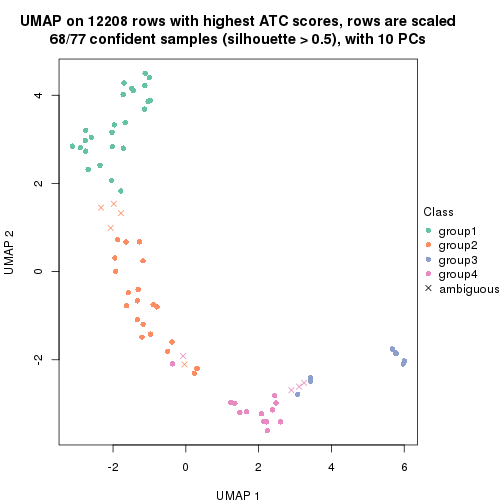 UMAP on 12208 rows with highest ATC scores, rows are scaled
68/77 confident samples (silhouette > 0.5), with 10 PCs
4
2
0
-2
UMAP 2
-2
0
2
4
6
UMAP 1
Class
group1
group2
group3
group4
ambiguous